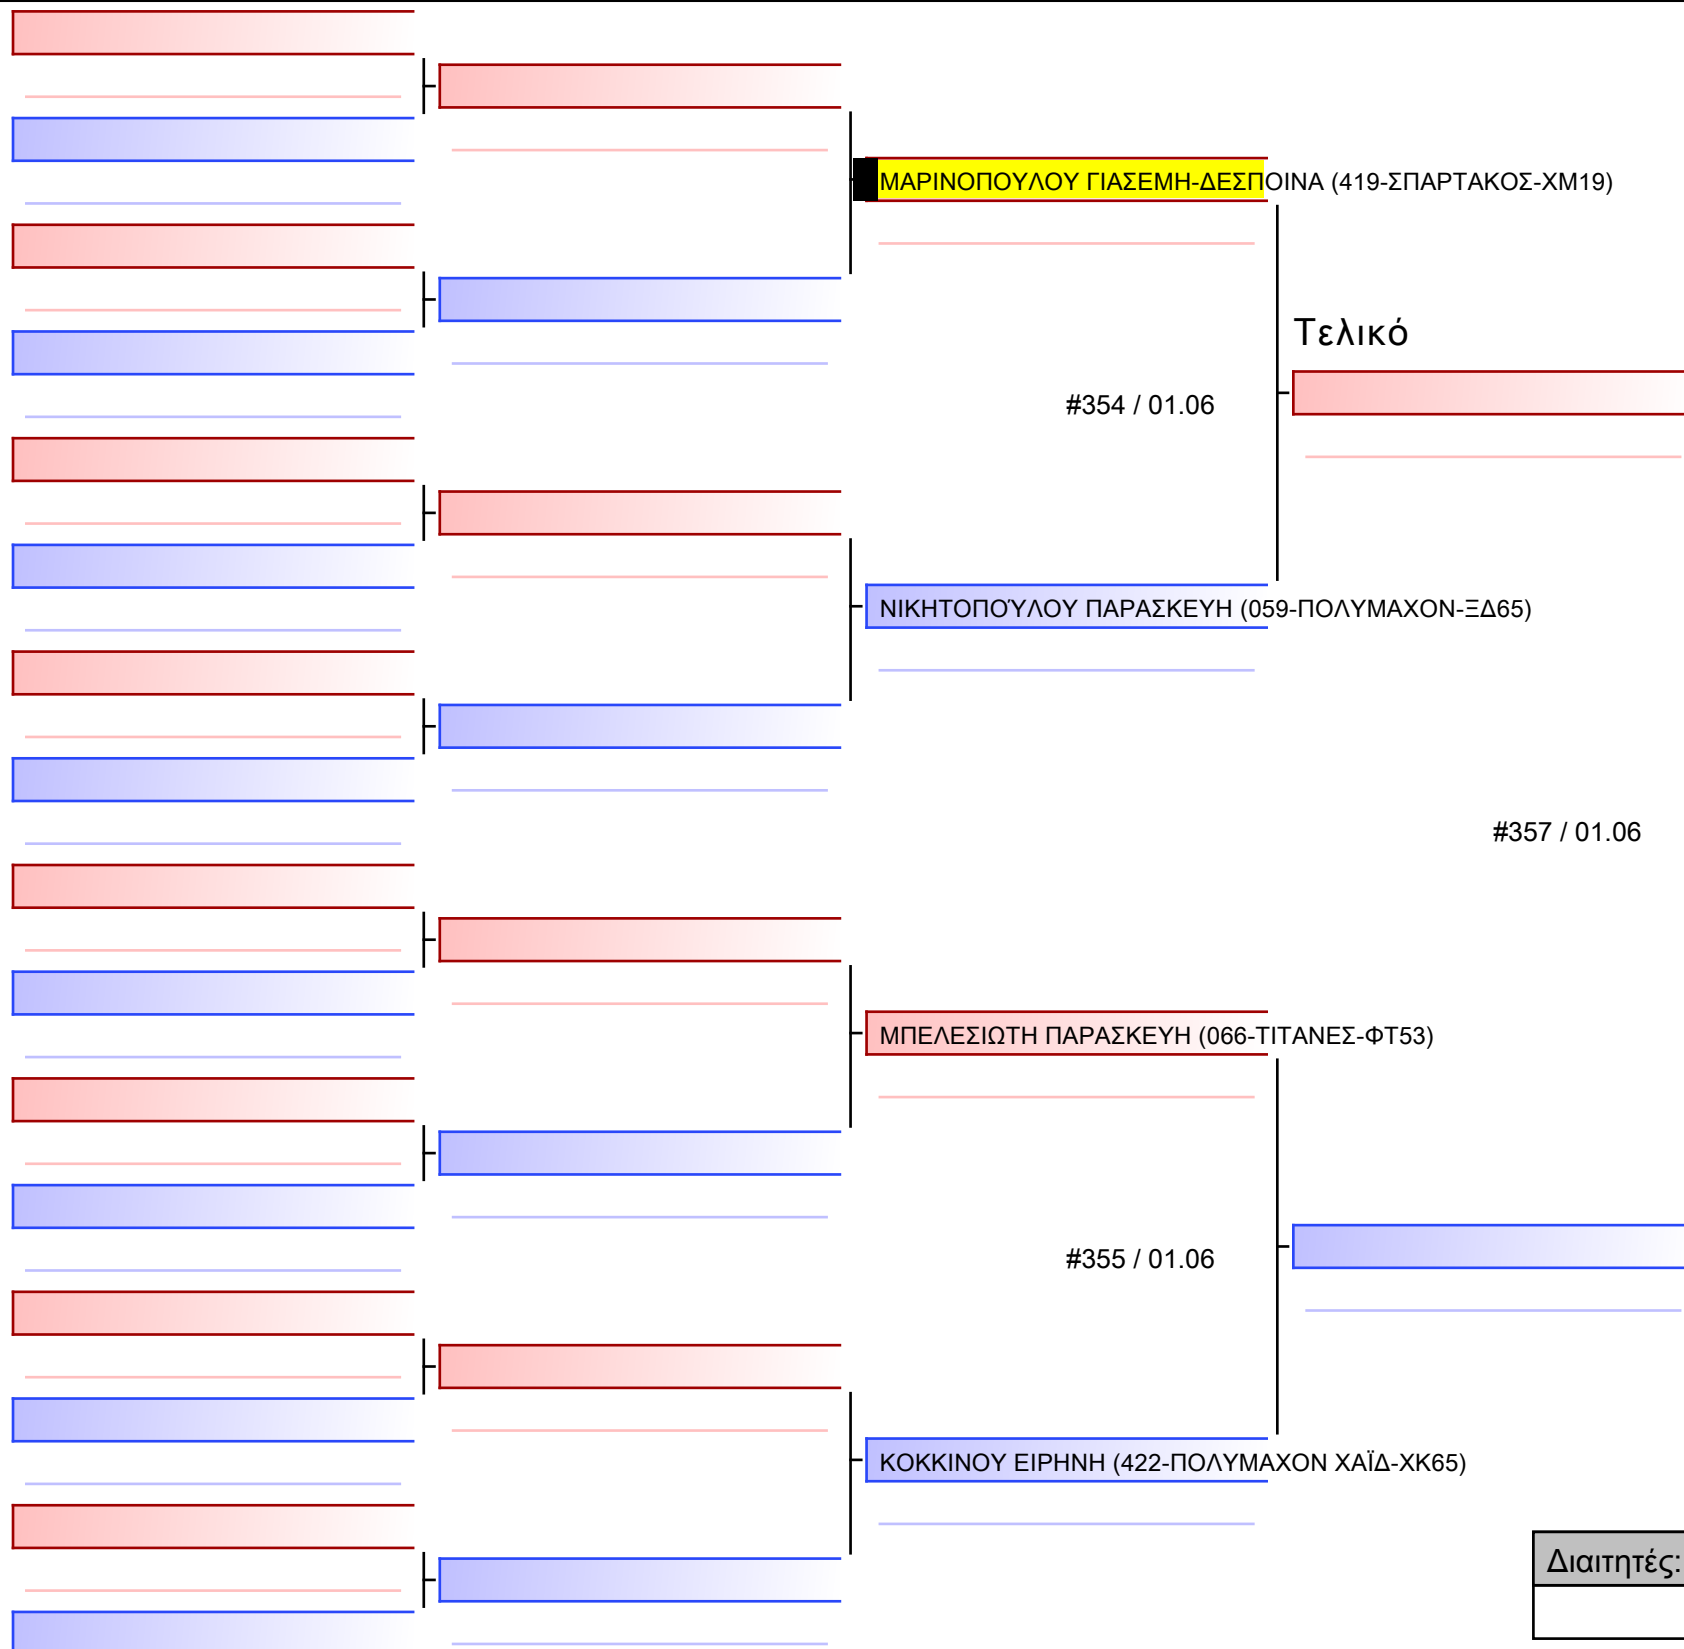 ΜΑΡΙΝΟΠΟΥΛΟΥ ΓΙΑΣΕΜΗ-ΔΕΣΠΟΙΝΑ (419-ΣΠΑΡΤΑΚΟΣ-ΧΜ19)
Τελικό
#354 / 01.06
ΝΙΚΗΤΟΠΟΎΛΟΥ ΠΑΡΑΣΚΕΥΗ (059-ΠΟΛΥΜΑΧΟΝ-ΞΔ65)
#357 / 01.06
ΜΠΕΛΕΣΙΩΤΗ ΠΑΡΑΣΚΕΥΗ (066-ΤΙΤΑΝΕΣ-ΦΤ53)
#355 / 01.06
ΚΟΚΚΙΝΟΥ ΕΙΡΗΝΗ (422-ΠΟΛΥΜΑΧΟΝ ΧΑΪΔ-ΧΚ65)
Διαιτητές: